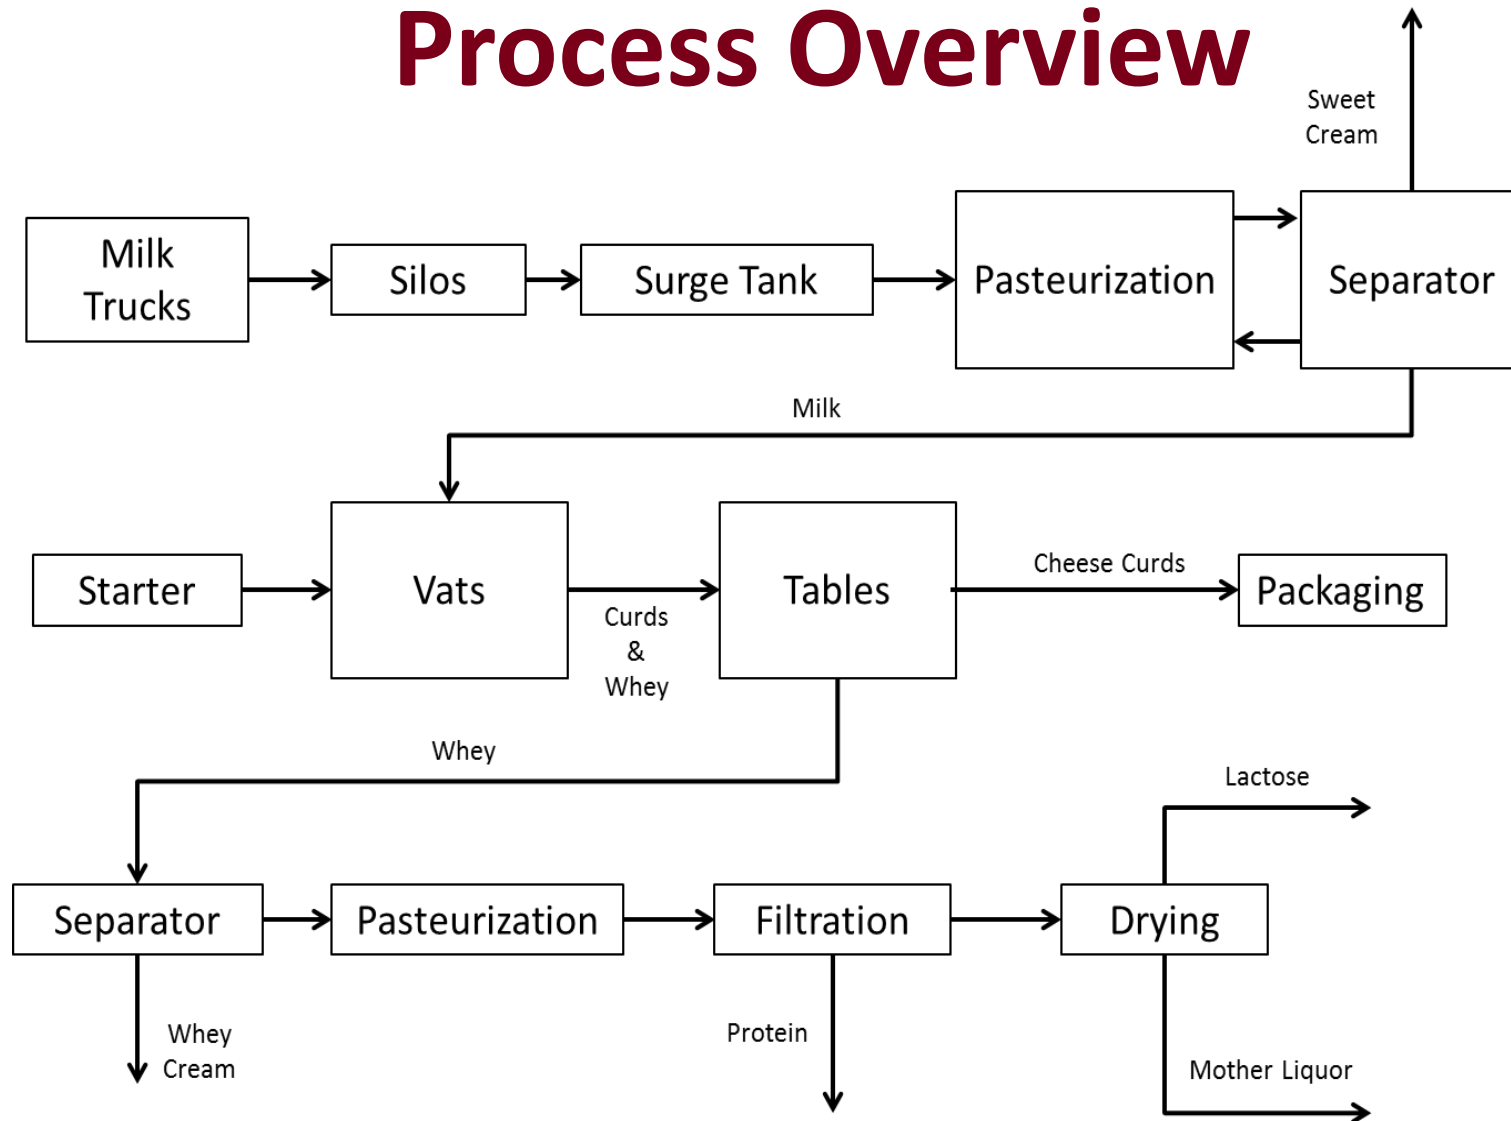 Process Overview
Sweet
Cream
Milk
Trucks
Silos
Surge Tank
Pasteurization
Separator
Milk
Starter
Vats
Curds
&
Whey
Tables
Cheese Curds
Packaging
Whey
Lactose
Separator
Pasteurization
Filtration
Drying
Whey
Cream
Protein
Mother Liquor